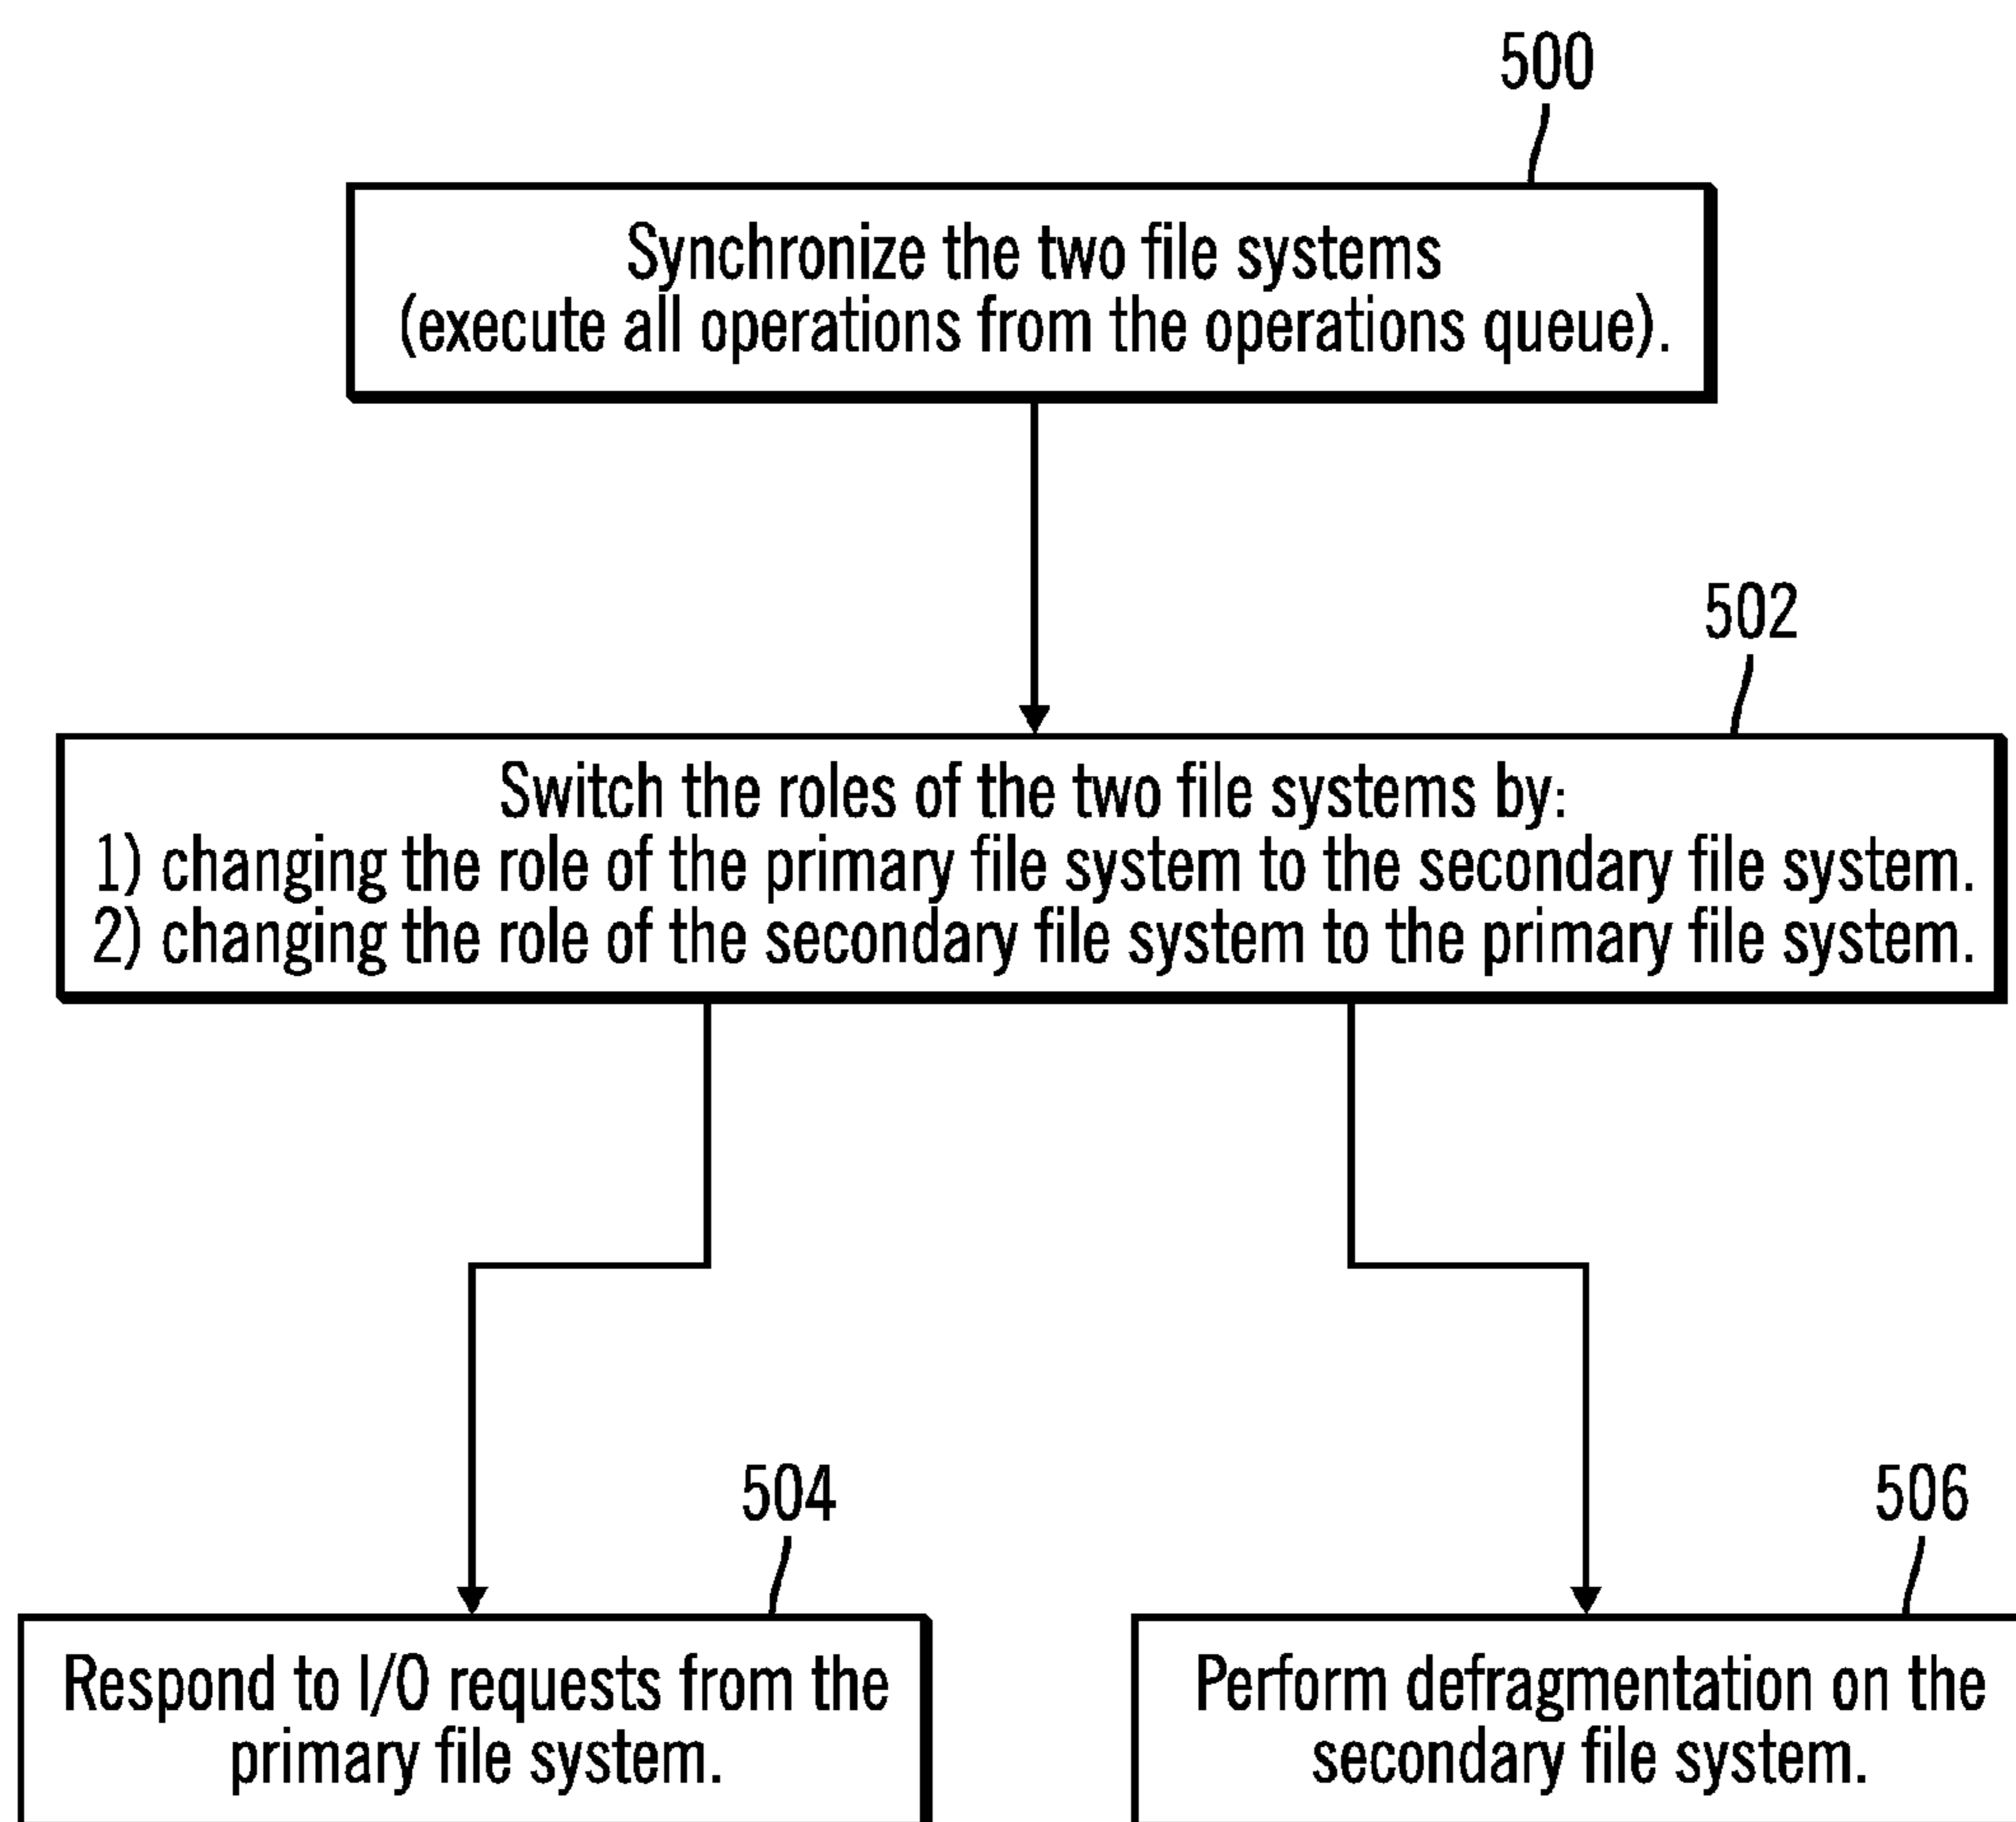 500
Synchronize the two file systems
(execute all operations from the operations queue).
502
Switch the roles of the two file systems by:
1) changing the role of the primary file system to the secondary file system.
2) changing the role of the secondary file system to the primary file system.
504
Respond to I/O requests from the
primary file system.
506
Perform defragmentation on the
secondary file system.